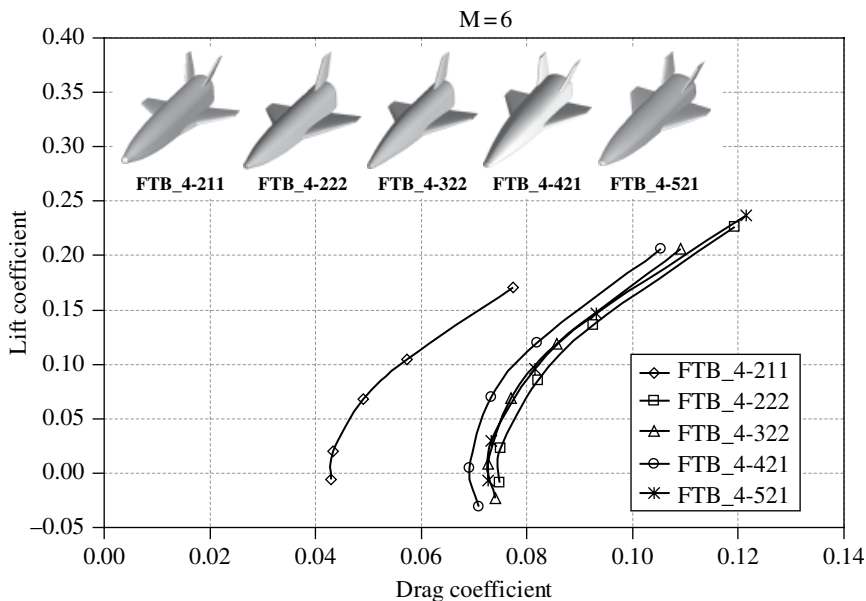 M = 6
0.40
0.35
0.30
0.25
0.20
0.15
0.10
0.05
0.00
–0.05
Lift coefficient
FTB_4-211 FTB_4-222 FTB_4-322 FTB_4-421 FTB_4-521
FTB_4-211
FTB_4-222
FTB_4-322
FTB_4-421
FTB_4-521
0.00 0.02 0.04 0.06 0.08 0.10 0.12 0.14
Drag coefficient